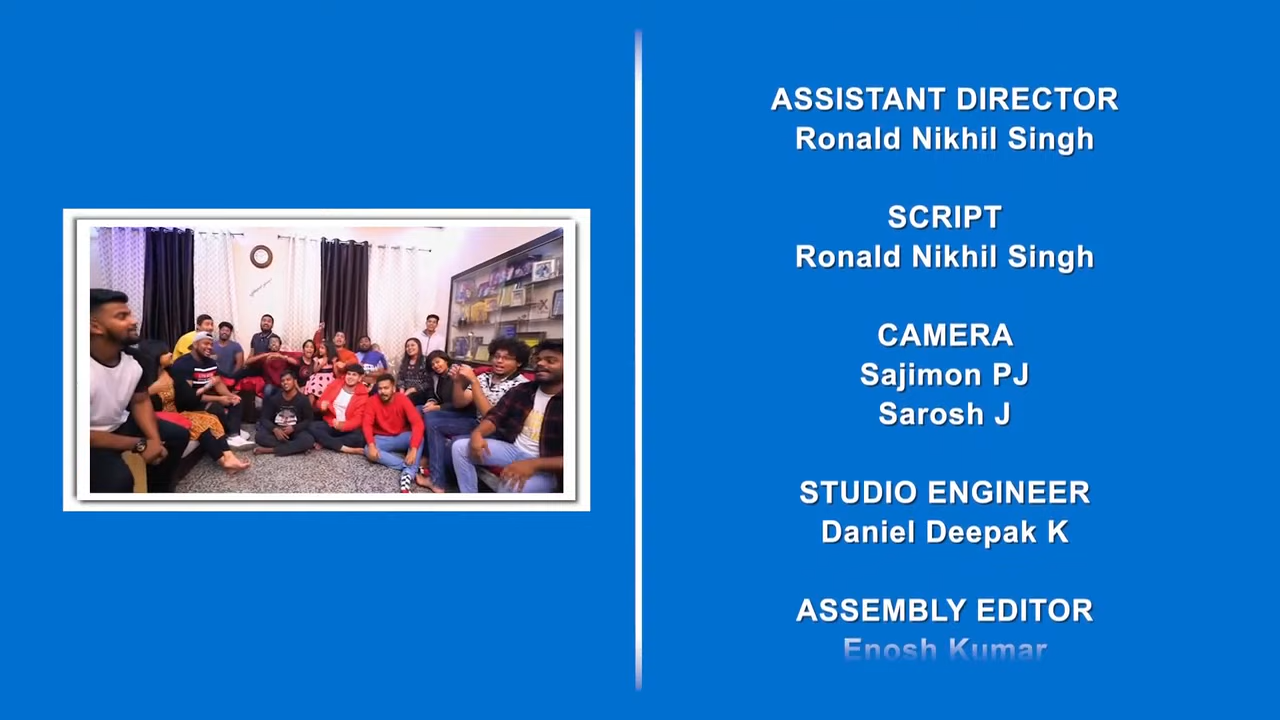 ASSISTANT DIRECTOR
Ronald Nikhil Singh
SCRIPT
Ronald Nikhil Singh
CAMERA
Sajimon PJ
Sarosh J
STUDIO ENGINEER
Daniel Deepak K
ASSEMBLY EDITOR
Enosh Kumar